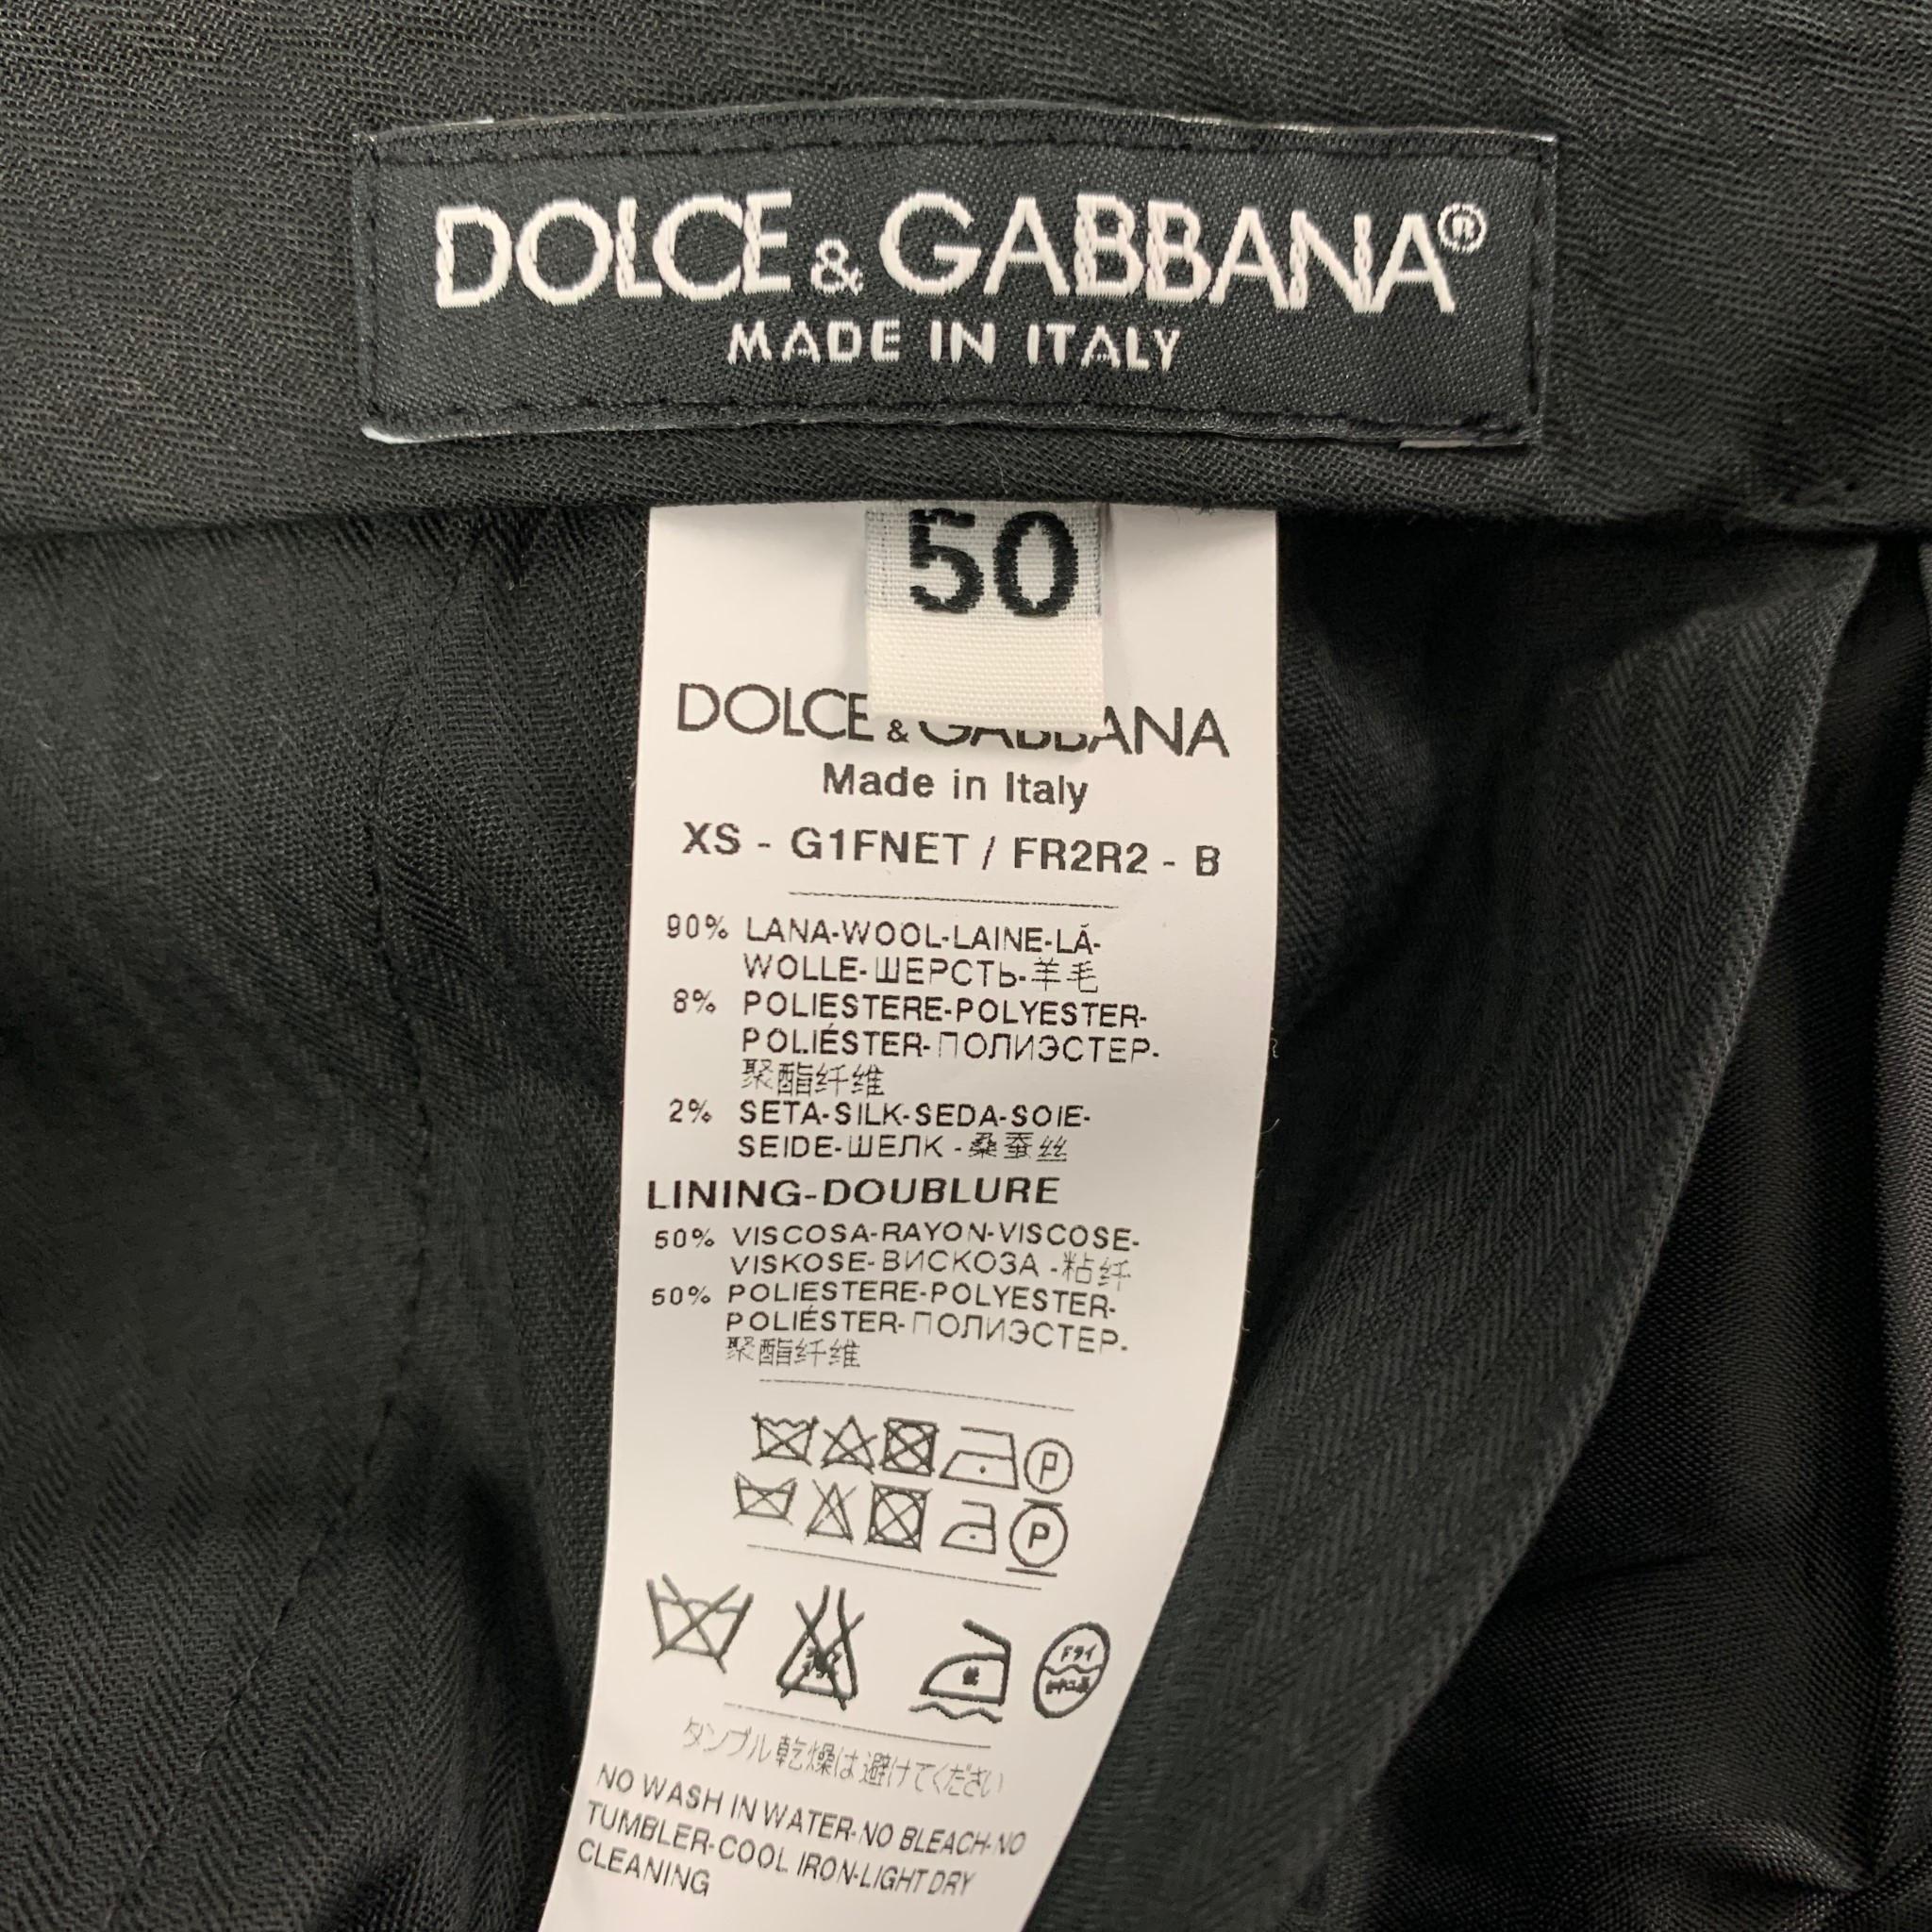 DOLCE & GABBANA®
MADE IN ITALY
50
DOLCE & GABBANA
Made in Italy
XS - G1FNET / FR2R2 - B
90% LANA-WOOL-LAINE-LÃ-
WOLLE-ШЕРСТЬ-羊毛
8% POLIESTERE-POLYESTER-
POLIÉSTER-ПОЛИЭСТЕР-
聚酯纤维
2% SETA-SILK-SEDA-SOIE-
SEIDE-ШЕЛК -桑蚕丝
LINING-DOUBLURE
50% VISCOSA-RAYON-VISCOSE-
VISKOSE-ВИСКОЗА -粘纤
50% POLIESTERE-POLYESTER-
POLIÉSTER-ПОЛИЭСТЕР-
聚酯纤维
P
P
ドライ
タンブル乾燥は避けてください
NO WASH IN WATER-NO BLEACH-NO
TUMBLER-COOL IRON-LIGHT DRY
CLEANING